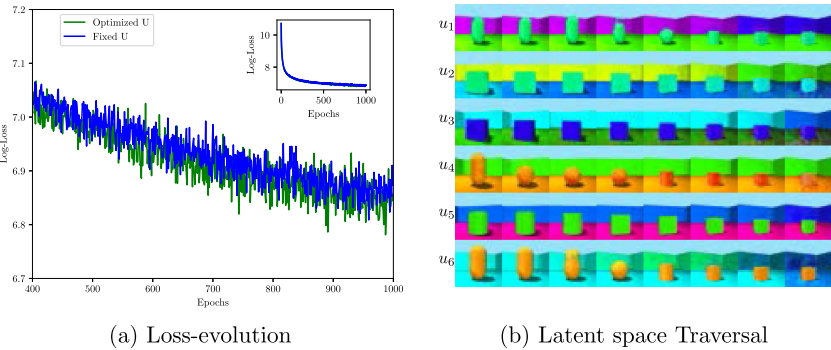 7.2
7.1
7.0
6.9
6.8
6.7
Log-Loss
400
500
600
700
800
900
1000
Epochs
Optimized U
Fixed U
10
8
Log-Loss
0
500
1000
Epochs
(a) Loss-evolution
u1
u2
u3
u4
u5
u6
(b) Latent space Traversal